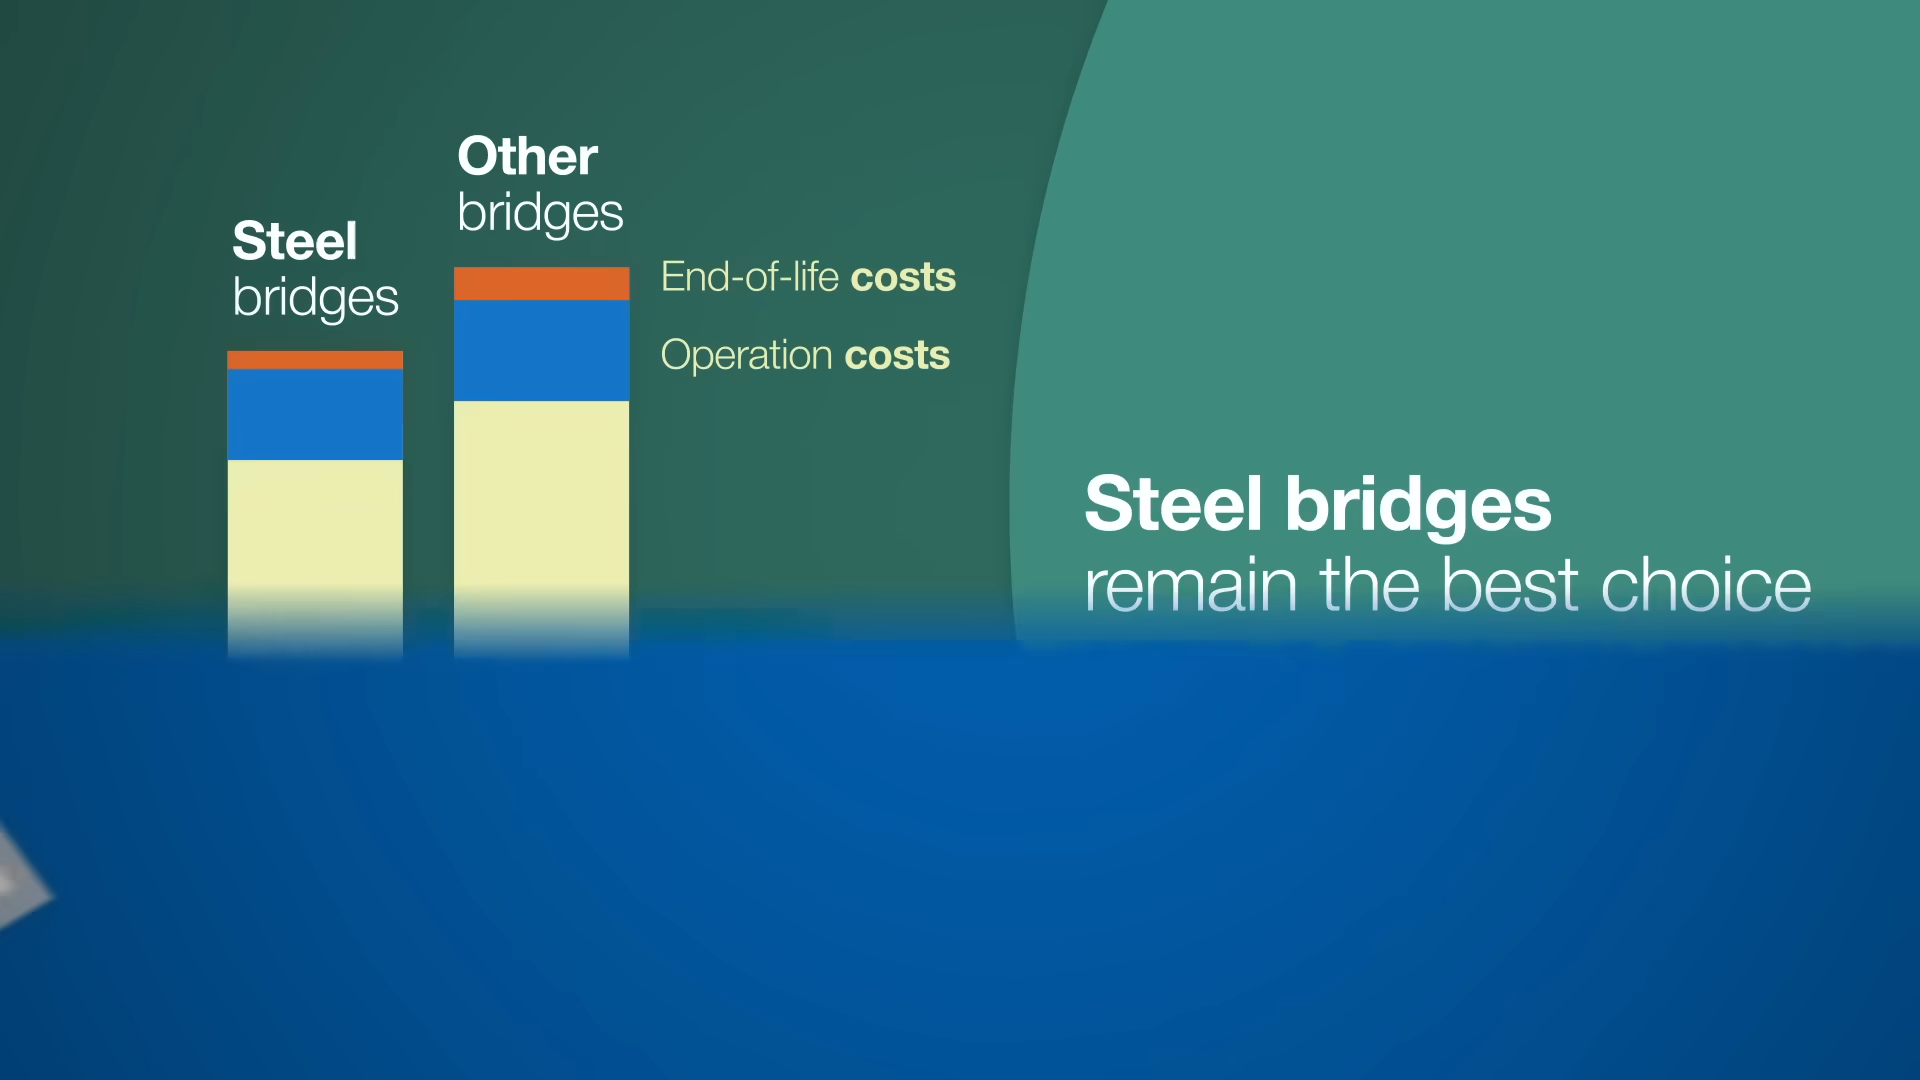 Steel
bridges
Other
bridges
End-of-life costs
Operation costs
Steel bridges
remain the best choice